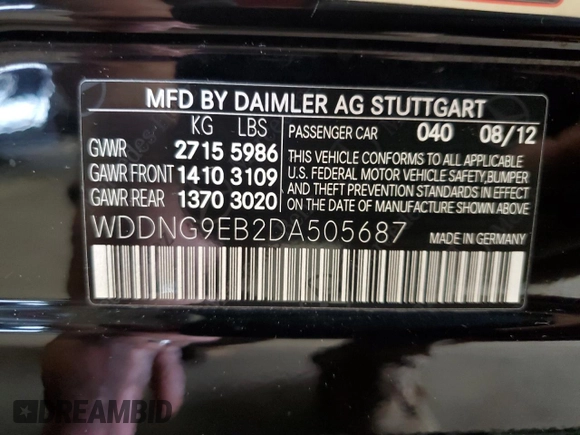 MFD BY DAIMLER AG STUTTGART
KG LBS
GVWR 2715 5986
GAWR FRONT 1410 3109
GAWR REAR 1370 3020
PASSENGER CAR 040 08/12
THIS VEHICLE CONFORMS TO ALL APPLICABLE
U.S. FEDERAL MOTOR VEHICLE SAFETY,BUMPER
AND THEFT PREVENTION STANDARDS IN EFFECT
ON THE DATE OF MANUFACTURE SHOWN ABOVE.
WDDNG9EB2DA505687
MADE IN GERMANY
DREAMBID